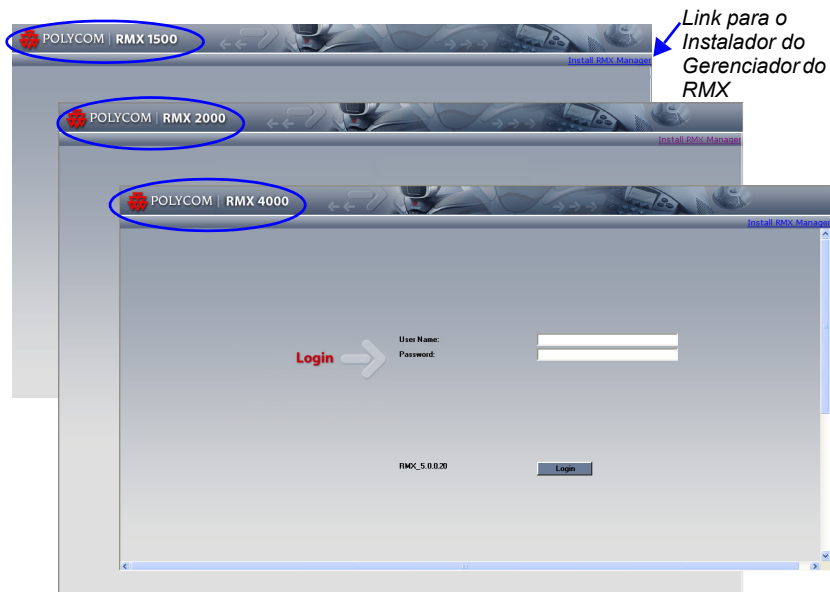 POLYCOM | RMX 1500
Install RMX Manager
Link para o
Instalador do
Gerenciador do
RMX
POLYCOM | RMX 2000
Install RMX Manager
POLYCOM | RMX 4000
Install RMX Manager
User Name:
Login
Password:
RMX_5.0.0.20
Login